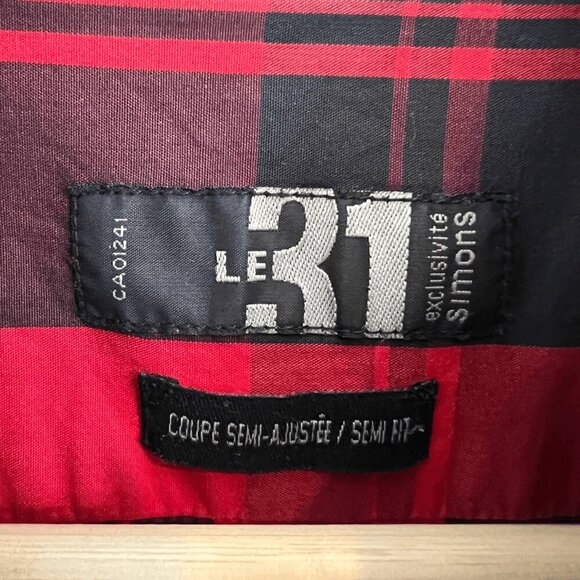 CA01241
LE 31
exclusivité
Simons
COUPE SEMI-AJUSTÉE / SEMI FIT